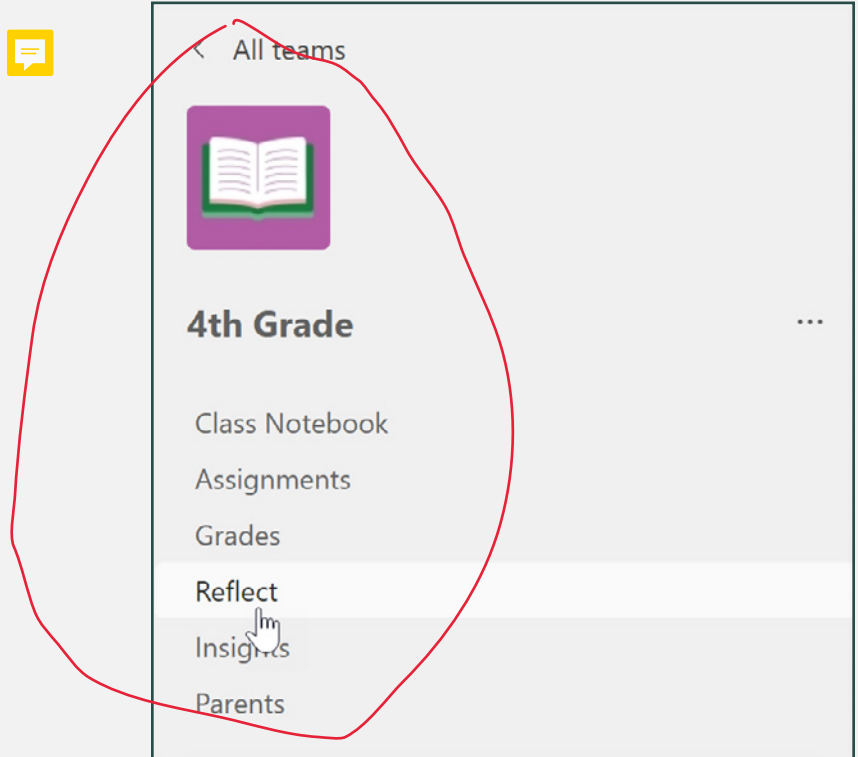 All teams
4th Grade
...
Class Notebook
Assignments
Grades
Reflect
Insights
Parents